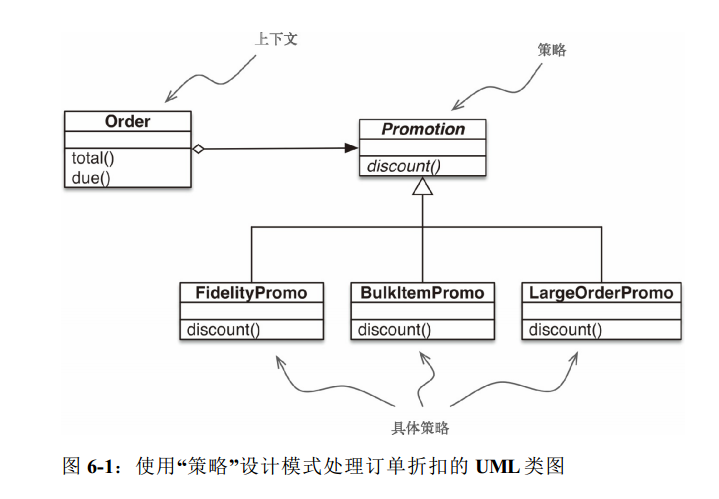 上下文
策略
Order
total()
due()
Promotion
discount()
FidelityPromo
discount()
BulkItemPromo
discount()
LargeOrderPromo
discount()
具体策略
图 6-1：使用“策略”设计模式处理订单折扣的 UML 类图